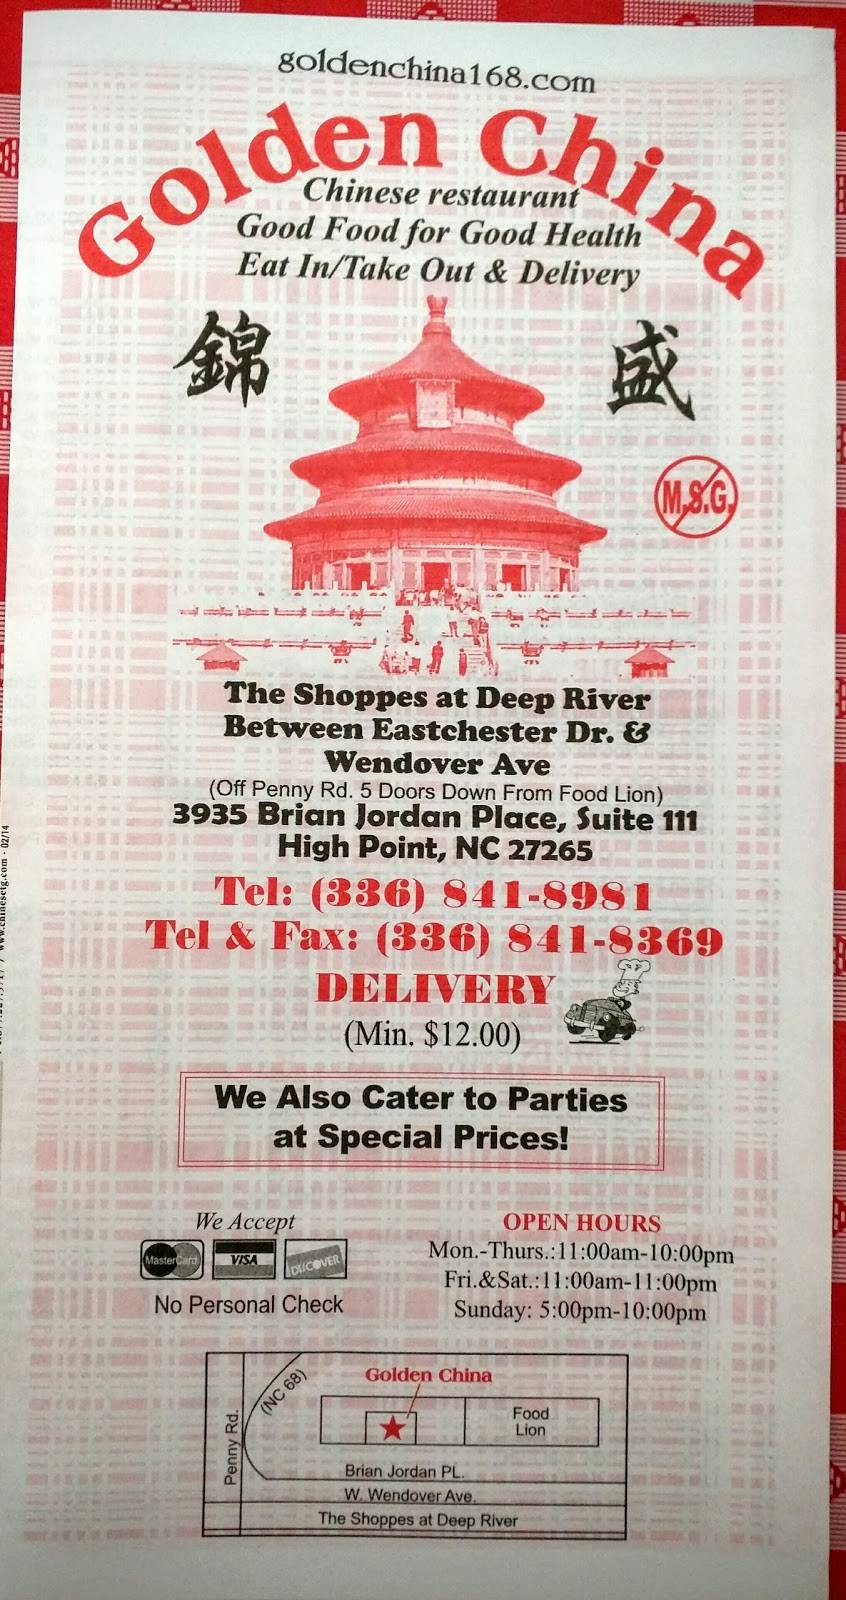 goldenchina168.com
Golden China
Chinese restaurant
Good Food for Good Health
Eat In/Take Out & Delivery
錦 盛
M.S.G.
The Shoppes at Deep River
Between Eastchester Dr. &
Wendover Ave
(Off Penny Rd. 5 Doors Down From Food Lion)
3935 Brian Jordan Place, Suite 111
High Point, NC 27265
Tel: (336) 841-8981
Tel & Fax: (336) 841-8369
DELIVERY
(Min. $12.00)
We Also Cater to Parties
at Special Prices!
We Accept
MasterCard VISA DISCOVER
No Personal Check
OPEN HOURS
Mon.-Thurs.:11:00am-10:00pm
Fri.&Sat.:11:00am-11:00pm
Sunday: 5:00pm-10:00pm
Golden China
(NC 68)
Penny Rd.
Food
Lion
Brian Jordan PL.
W. Wendover Ave.
The Shoppes at Deep River
www.chinesetg.com - 02/14